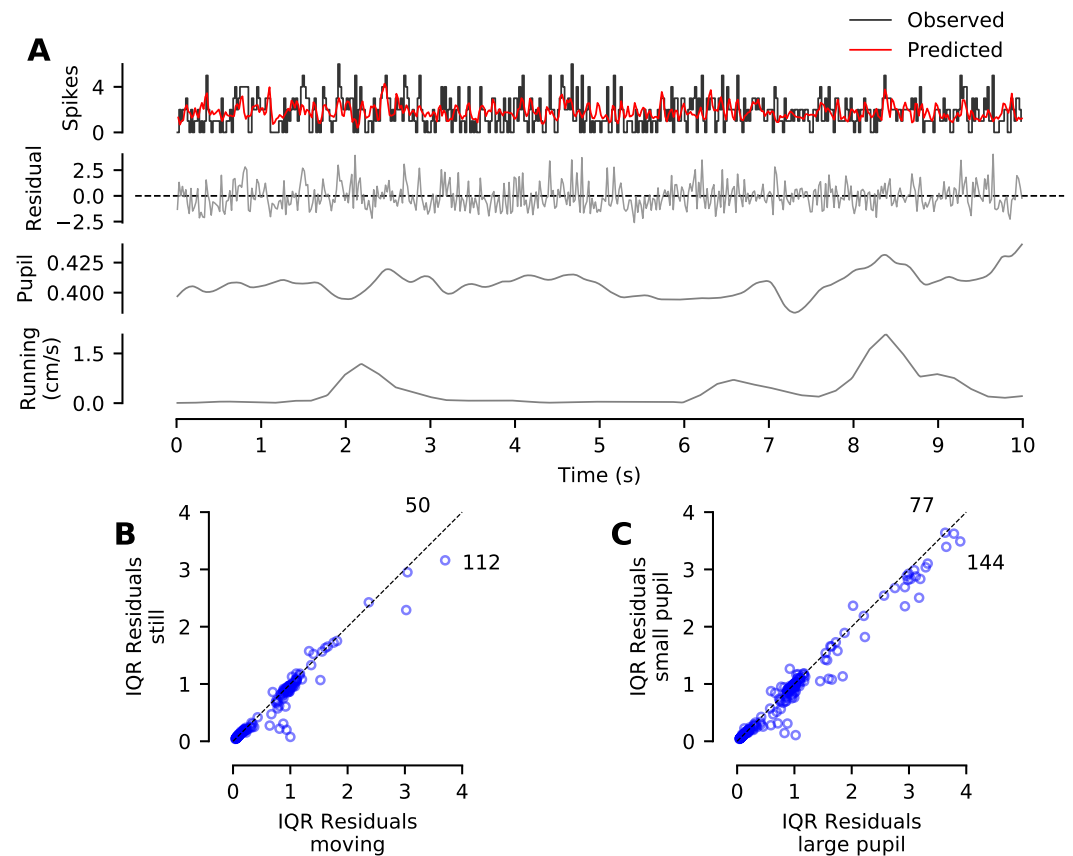 Observed
Predicted
A
Spikes
4
0
Residual
2.5
0.0
−2.5
Pupil
0.425
0.400
Running
(cm/s)
1.5
0.0
0 1 2 3 4 5 6 7 8 9 10
Time (s)
B
IQR Residuals
still
4
3
2
1
0
50
112
0 1 2 3 4
IQR Residuals
moving
C
IQR Residuals
small pupil
4
3
2
1
0
77
144
0 1 2 3 4
IQR Residuals
large pupil